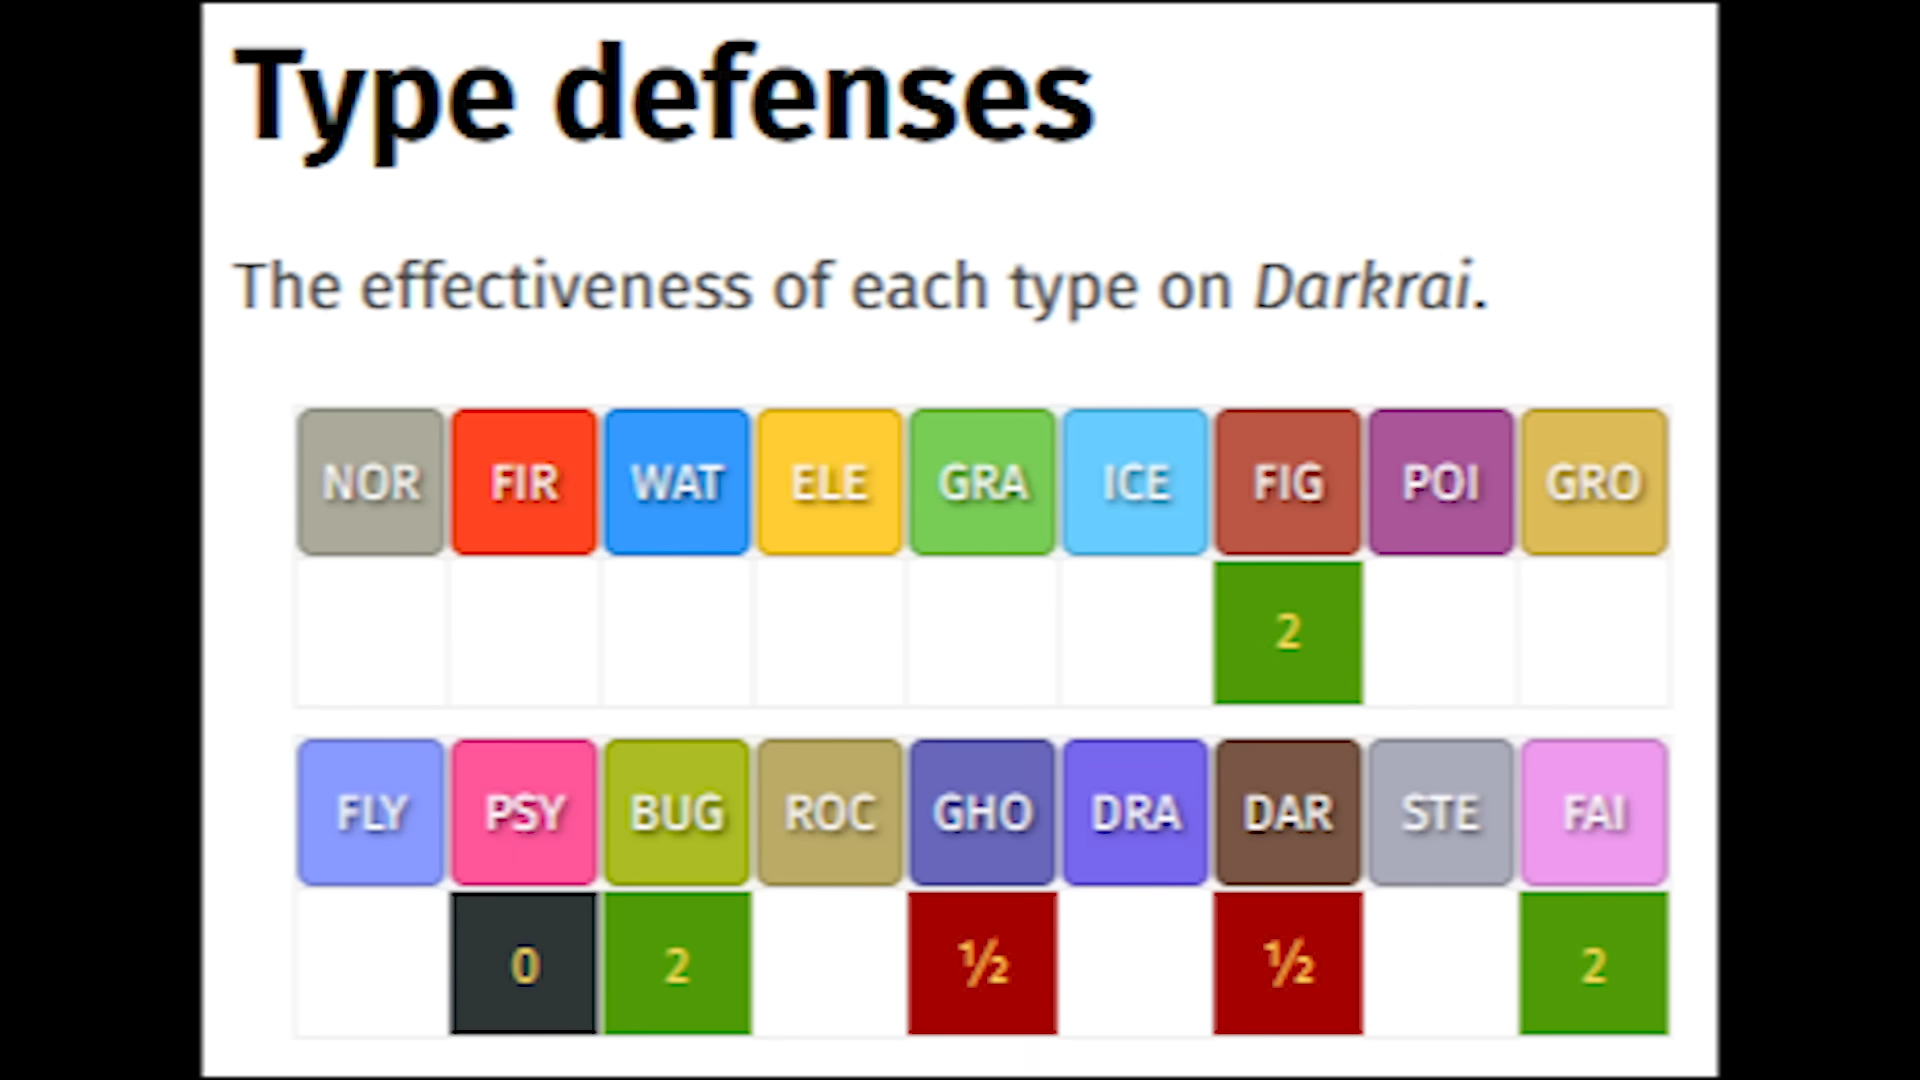 Type defenses
The effectiveness of each type on Darkrai.
NOR FIR WAT ELE GRA ICE FIG POI GRO
2
FLY PSY BUG ROC GHO DRA DAR STE FAI
0 2 ½ ½ 2